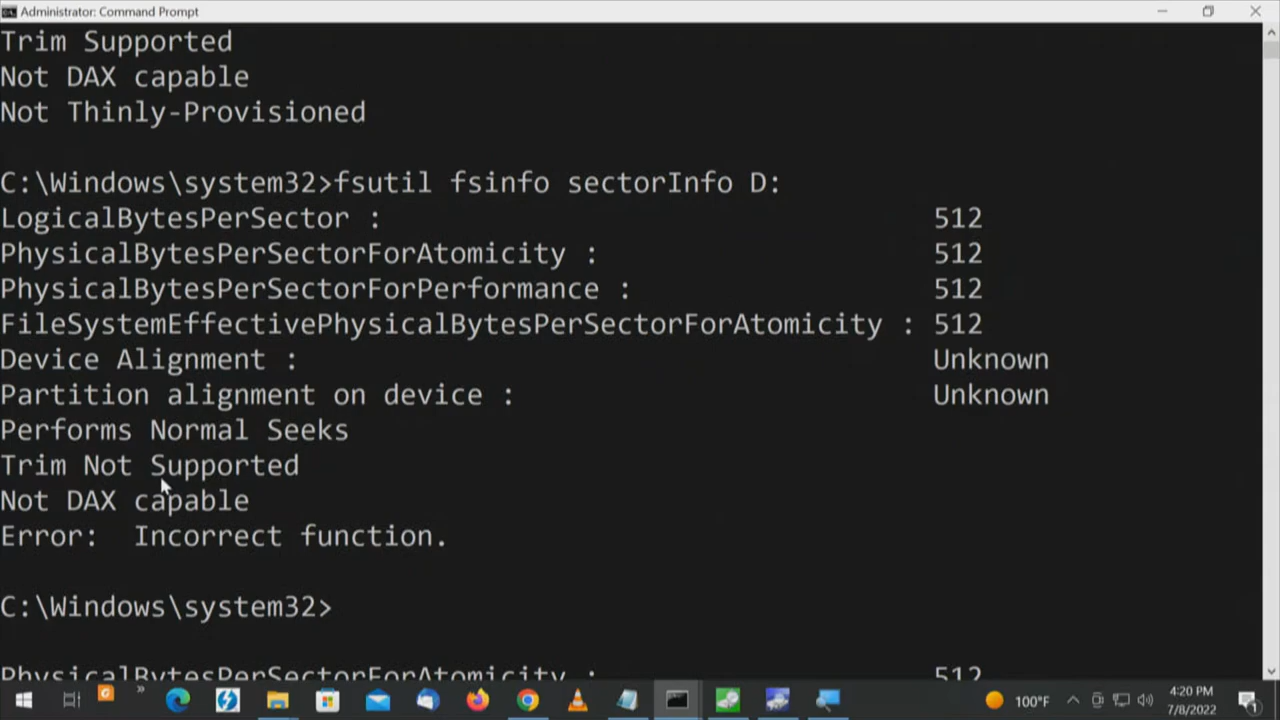 Administrator: Command Prompt
Trim Supported
Not DAX capable
Not Thinly-Provisioned
C:\Windows\system32>fsutil fsinfo sectorInfo D:
LogicalBytesPerSector : 512
PhysicalBytesPerSectorForAtomicity : 512
PhysicalBytesPerSectorForPerformance : 512
FileSystemEffectivePhysicalBytesPerSectorForAtomicity : 512
Device Alignment : Unknown
Partition alignment on device : Unknown
Performs Normal Seeks
Trim Not Supported
Not DAX capable
Error:  Incorrect function.
C:\Windows\system32>
PhysicalBytesPerSectorForAtomicity : 512
100°F
4:20 PM
7/8/2022
1